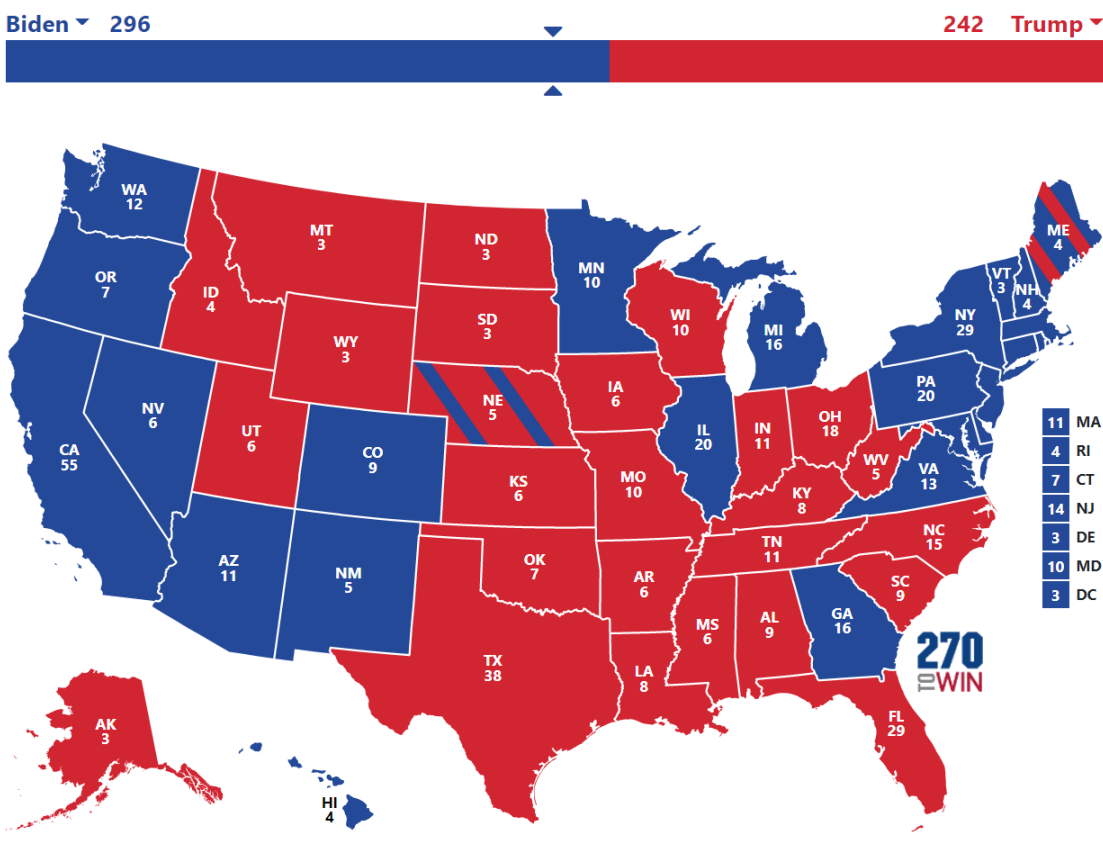 Biden 296
242 Trump
WA
12
MT
3
ND
3
MN
10
ME
4
OR
7
ID
4
SD
3
WI
10
VT
3
NH
4
NY
29
MI
16
WY
3
NE
5
IA
6
PA
20
NV
6
UT
6
CO
9
IL
20
IN
11
OH
18
WV
5
VA
13
CA
55
KS
6
MO
10
KY
8
11 MA
4 RI
7 CT
14 NJ
3 DE
10 MD
3 DC
AZ
11
NM
5
OK
7
AR
6
TN
11
NC
15
SC
9
MS
6
AL
9
GA
16
TX
38
LA
8
FL
29
270
TO WIN
AK
3
HI
4